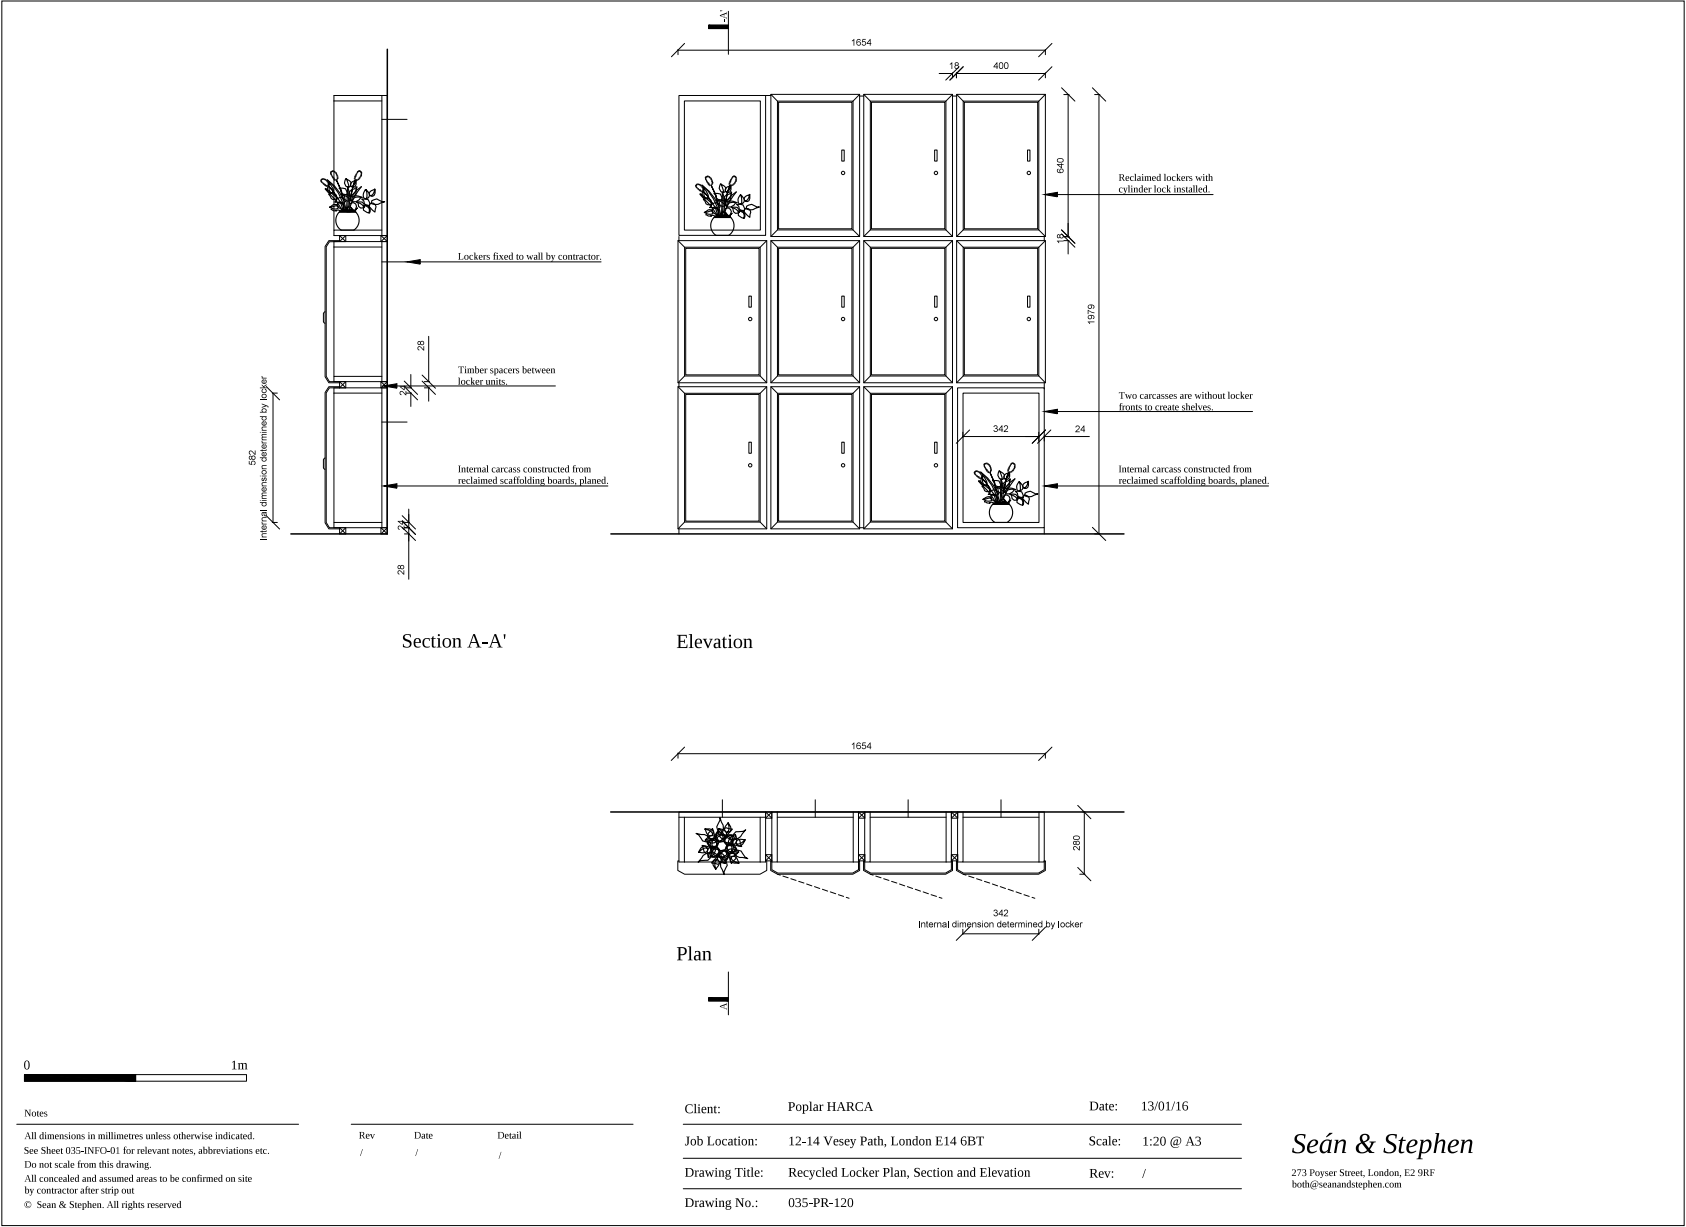 -A'
1654
18
400
640
18
1979
Reclaimed lockers with
cylinder lock installed.
Lockers fixed to wall by contractor.
28
24
Timber spacers between
locker units.
Two carcasses are without locker
fronts to create shelves.
342
24
582
Internal dimension determined by locker
Internal carcass constructed from
reclaimed scaffolding boards, planed.
Internal carcass constructed from
reclaimed scaffolding boards, planed.
24
28
Section A-A'
Elevation
1654
280
342
Internal dimension determined by locker
Plan
A
0
1m
Notes
All dimensions in millimetres unless otherwise indicated.
See Sheet 035-INFO-01 for relevant notes, abbreviations etc.
Do not scale from this drawing.
All concealed and assumed areas to be confirmed on site
by contractor after strip out
© Sean & Stephen. All rights reserved
Rev Date Detail
/ / /
Client: Poplar HARCA Date: 13/01/16
Job Location: 12-14 Vesey Path, London E14 6BT Scale: 1:20 @ A3
Drawing Title: Recycled Locker Plan, Section and Elevation Rev: /
Drawing No.: 035-PR-120
Seán & Stephen
273 Poyser Street, London, E2 9RF
both@seanandstephen.com